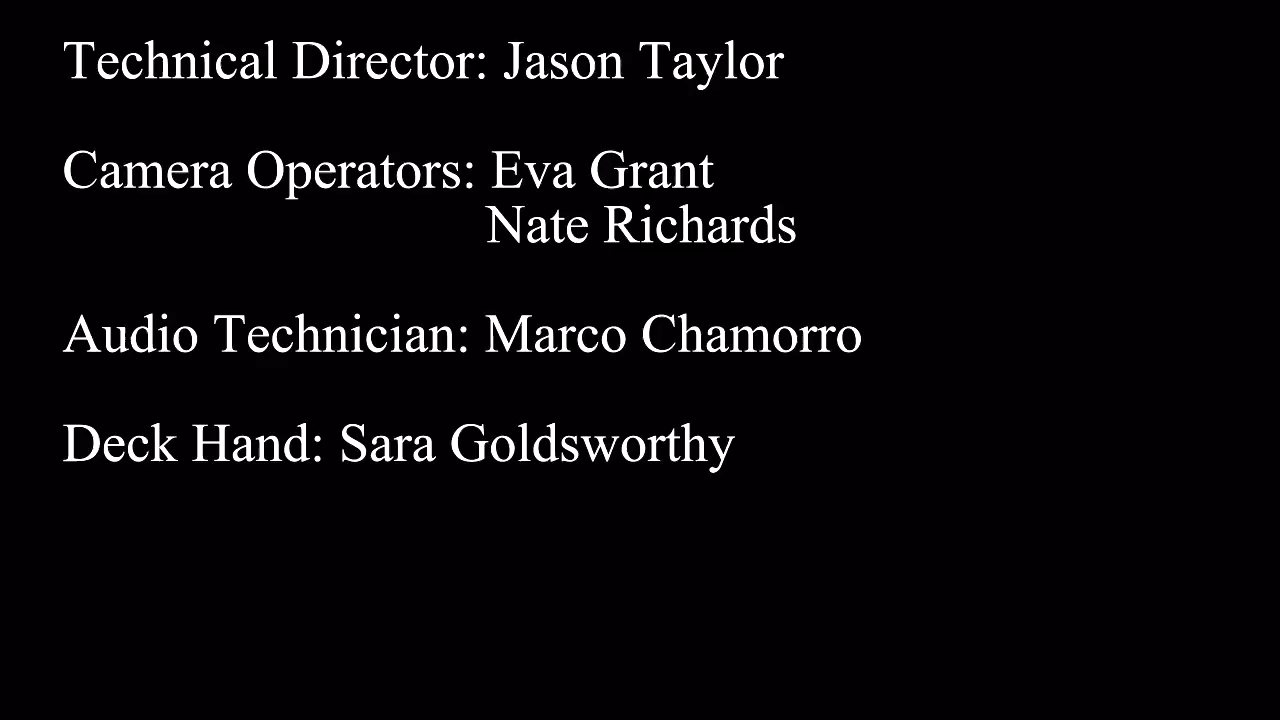 Technical Director: Jason Taylor
Camera Operators: Eva Grant
Nate Richards
Audio Technician: Marco Chamorro
Deck Hand: Sara Goldsworthy